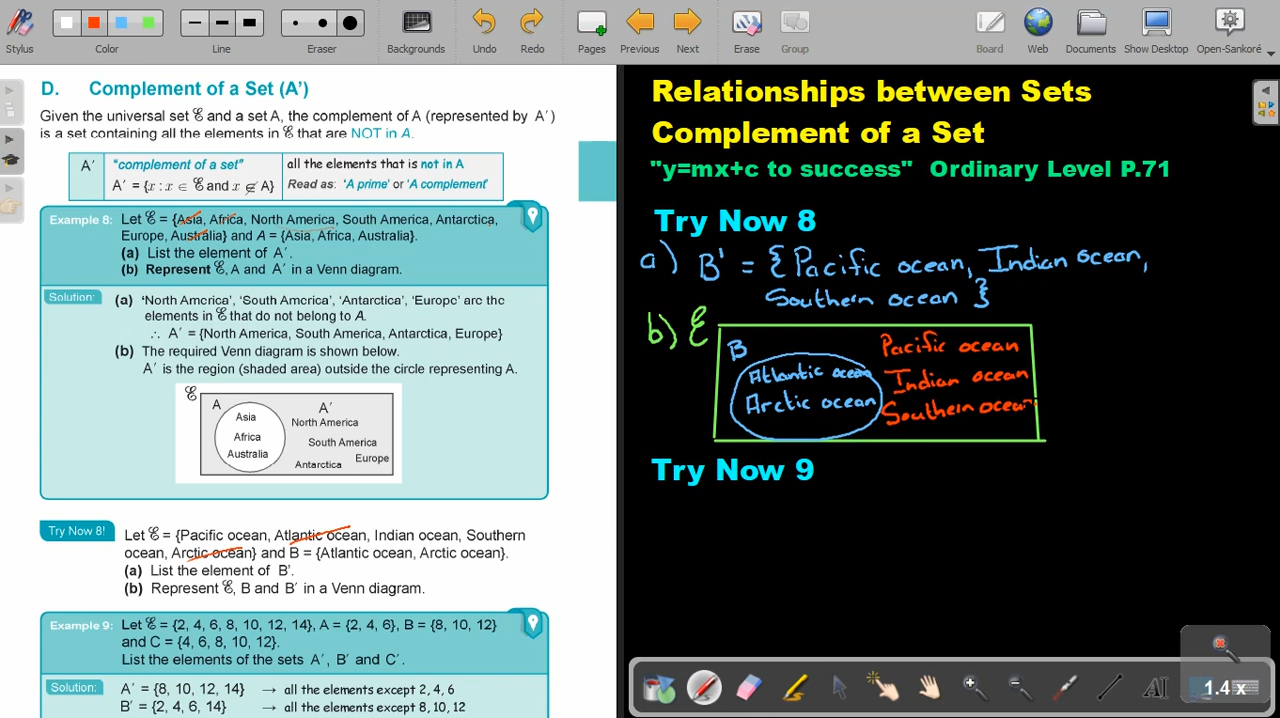 Stylus
Color
Line
Eraser
Backgrounds
Undo
Redo
Pages
Previous
Next
Erase
Group
Board
Web
Documents
Show Desktop
Open-Sankoré
D. Complement of a Set (A′)
Given the universal set ℰ and a set A, the complement of A (represented by A′)
is a set containing all the elements in ℰ that are NOT in A.
A′
"complement of a set"
A′ = {x : x ∈ ℰ and x ∉ A}
all the elements that is not in A
Read as: 'A prime' or 'A complement'
Example 8:
Let ℰ = {Asia, Africa, North America, South America, Antarctica,
Europe, Australia} and A = {Asia, Africa, Australia}.
(a) List the element of A′.
(b) Represent ℰ, A and A′ in a Venn diagram.
Solution:
(a) 'North America', 'South America', 'Antarctica', 'Europe' are the
elements in ℰ that do not belong to A.
∴ A′ = {North America, South America, Antarctica, Europe}
(b) The required Venn diagram is shown below.
A′ is the region (shaded area) outside the circle representing A.
ℰ
A
A′
Asia
Africa
Australia
North America
South America
Antarctica
Europe
Try Now 8!
Let ℰ = {Pacific ocean, Atlantic ocean, Indian ocean, Southern
ocean, Arctic ocean} and B = {Atlantic ocean, Arctic ocean}.
(a) List the element of B'.
(b) Represent ℰ, B and B′ in a Venn diagram.
Example 9:
Let ℰ = {2, 4, 6, 8, 10, 12, 14}, A = {2, 4, 6}, B = {8, 10, 12}
and C = {4, 6, 8, 10, 12}.
List the elements of the sets A′, B′ and C′.
Solution:
A′ = {8, 10, 12, 14} → all the elements except 2, 4, 6
B′ = {2, 4, 6, 14} → all the elements except 8, 10, 12
Relationships between Sets
Complement of a Set
"y=mx+c to success" Ordinary Level P.71
Try Now 8
a) B' = { Pacific ocean, Indian ocean,
Southern ocean }
b) ℰ
B
Atlantic ocean
Arctic ocean
Pacific ocean
Indian ocean
Southern ocean
Try Now 9
1.4 x